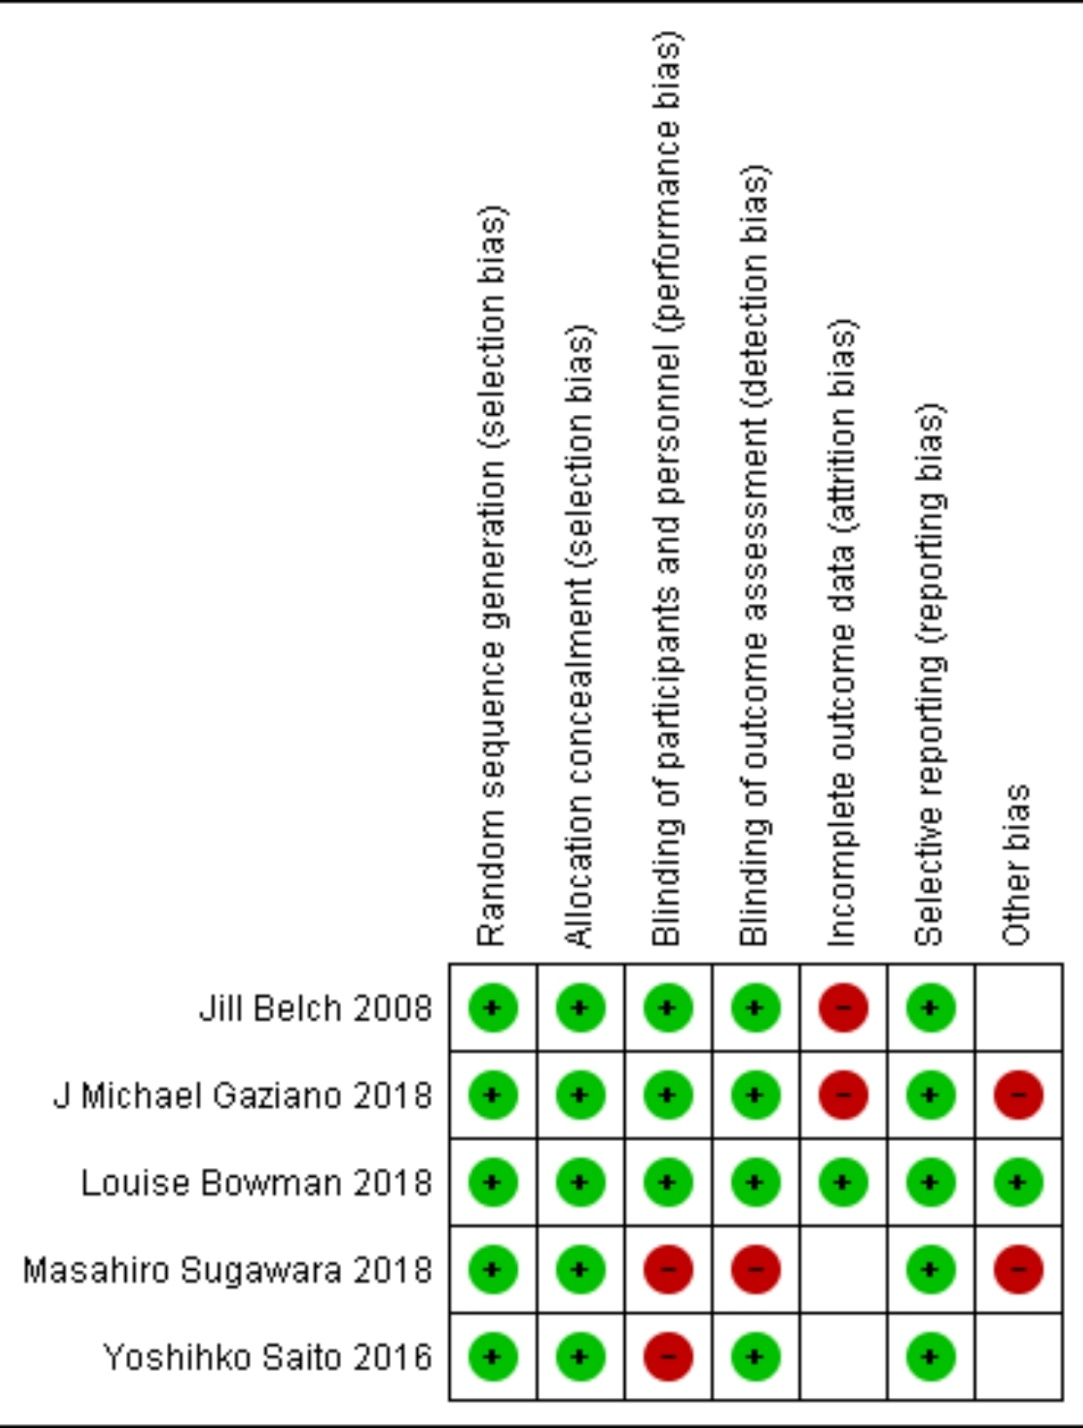 Random sequence generation (selection bias)
Allocation concealment (selection bias)
Blinding of participants and personnel (performance bias)
Blinding of outcome assessment (detection bias)
Incomplete outcome data (attrition bias)
Selective reporting (reporting bias)
Other bias
Jill Belch 2008 + + + + - +
J Michael Gaziano 2018 + + + + - + -
Louise Bowman 2018 + + + + + + +
Masahiro Sugawara 2018 + + - - + -
Yoshihko Saito 2016 + + - + +